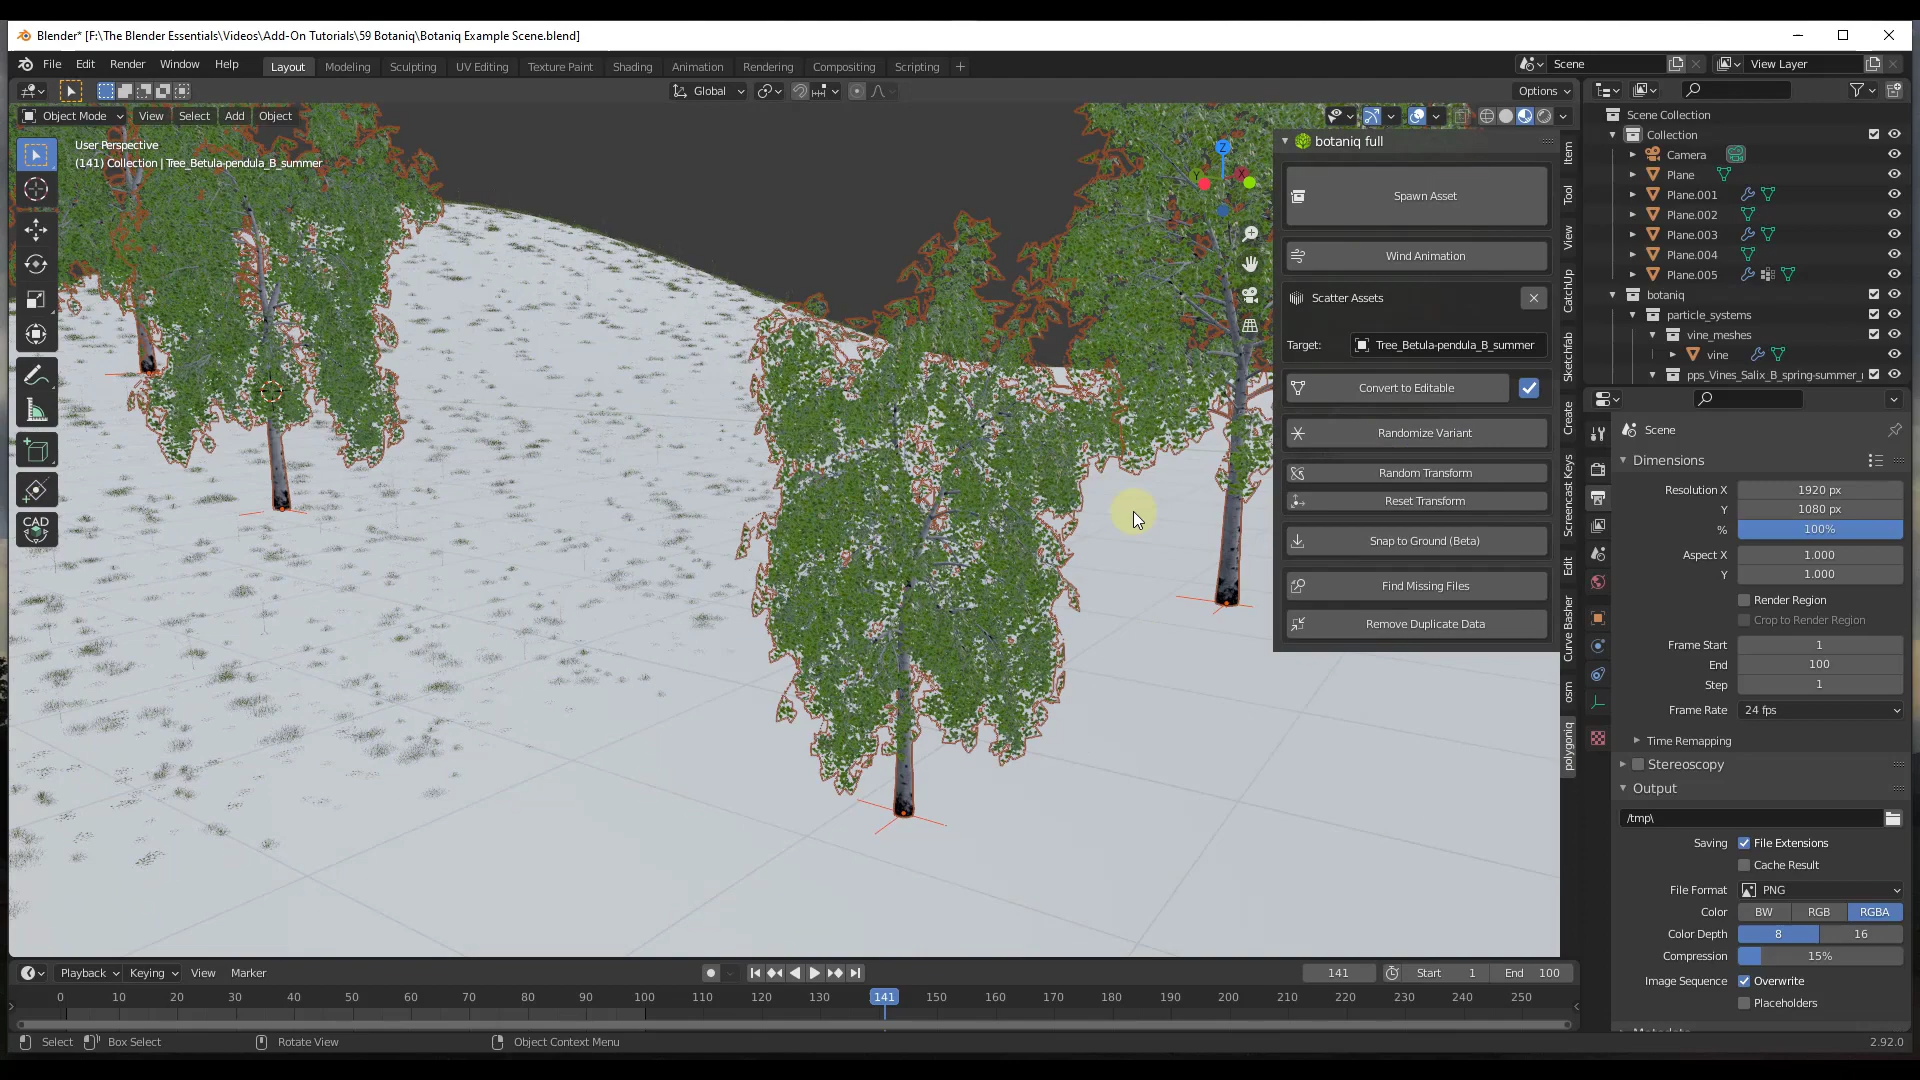 Blender* [F:\The Blender Essentials\Videos\Add-On Tutorials\59 Botaniq\Botaniq Example Scene.blend]
File Edit Render Window Help
Layout Modeling Sculpting UV Editing Texture Paint Shading Animation Rendering Compositing Scripting +
Scene
View Layer
Global
Options
Object Mode View Select Add Object
User Perspective
(141) Collection | Tree_Betula-pendula_B_summer
CAD
Z
Y
X
botaniq full
Spawn Asset
Wind Animation
Scatter Assets
Target: Tree_Betula-pendula_B_summer
Convert to Editable
Randomize Variant
Random Transform
Reset Transform
Snap to Ground (Beta)
Find Missing Files
Remove Duplicate Data
Item
Tool
View
CatchUp
Sketchfab
Create
Screencast Keys
Edit
Curve Basher
osm
polygoniq
Scene Collection
Collection
Camera
Plane
Plane.001
Plane.002
Plane.003
Plane.004
Plane.005
botaniq
particle_systems
vine_meshes
vine
pps_Vines_Salix_B_spring-summer_
Scene
Dimensions
Resolution X 1920 px
Y 1080 px
% 100%
Aspect X 1.000
Y 1.000
Render Region
Crop to Render Region
Frame Start 1
End 100
Step 1
Frame Rate 24 fps
Time Remapping
Stereoscopy
Output
/tmp\
Saving File Extensions
Cache Result
File Format PNG
Color BW RGB RGBA
Color Depth 8 16
Compression 15%
Image Sequence Overwrite
Placeholders
Playback Keying View Marker
141 Start 1 End 100
0 10 20 30 40 50 60 70 80 90 100 110 120 130 141 150 160 170 180 190 200 210 220 230 240 250
Select Box Select Rotate View Object Context Menu
2.92.0